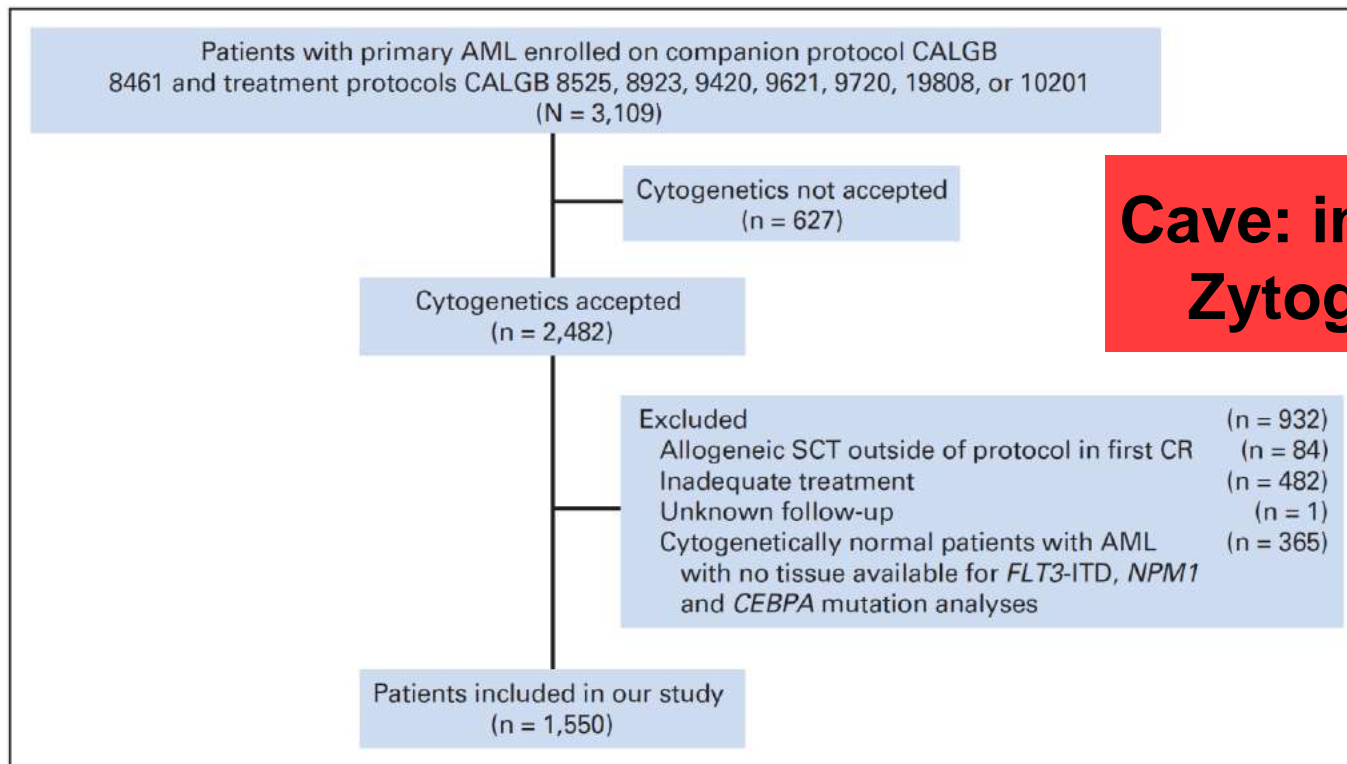 Patients with primary AML enrolled on companion protocol CALGB
8461 and treatment protocols CALGB 8525, 8923, 9420, 9621, 9720, 19808, or 10201
(N = 3,109)
Cytogenetics not accepted
(n = 627)
Cave:
Cytogenetics accepted
(n = 2,482)
Excluded (n = 932)
Allogeneic SCT outside of protocol in first CR (n = 84)
Inadequate treatment (n = 482)
Unknown follow-up (n = 1)
Cytogenetically normal patients with AML (n = 365)
with no tissue available for FLT3-ITD, NPM1
and CEBPA mutation analyses
Patients included in our study
(n = 1,550)